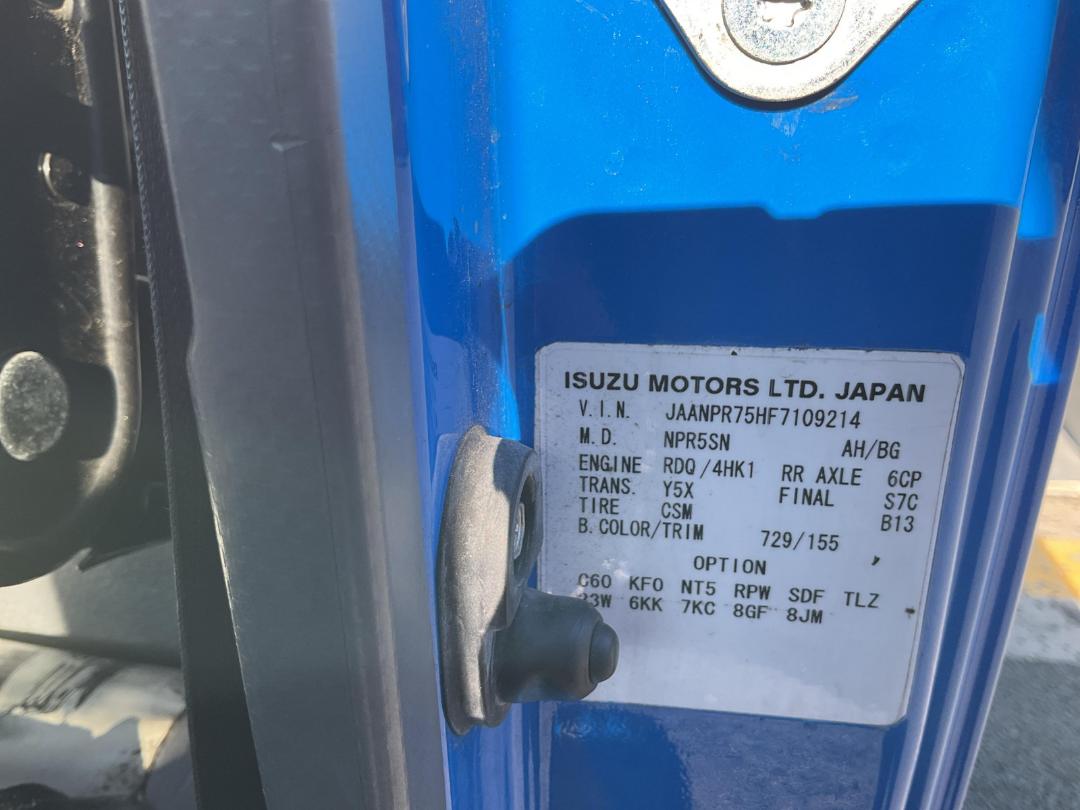 ISUZU MOTORS LTD. JAPAN
V.I.N. JAANPR75HF7109214
M.D. NPR5SN AH/BG
ENGINE RDQ/4HK1 RR AXLE 6CP
TRANS. Y5X FINAL S7C
TIRE CSM B13
B.COLOR/TRIM 729/155 ,
OPTION
C60 KF0 NT5 RPW SDF TLZ
6KK 7KC 8GF 8JM